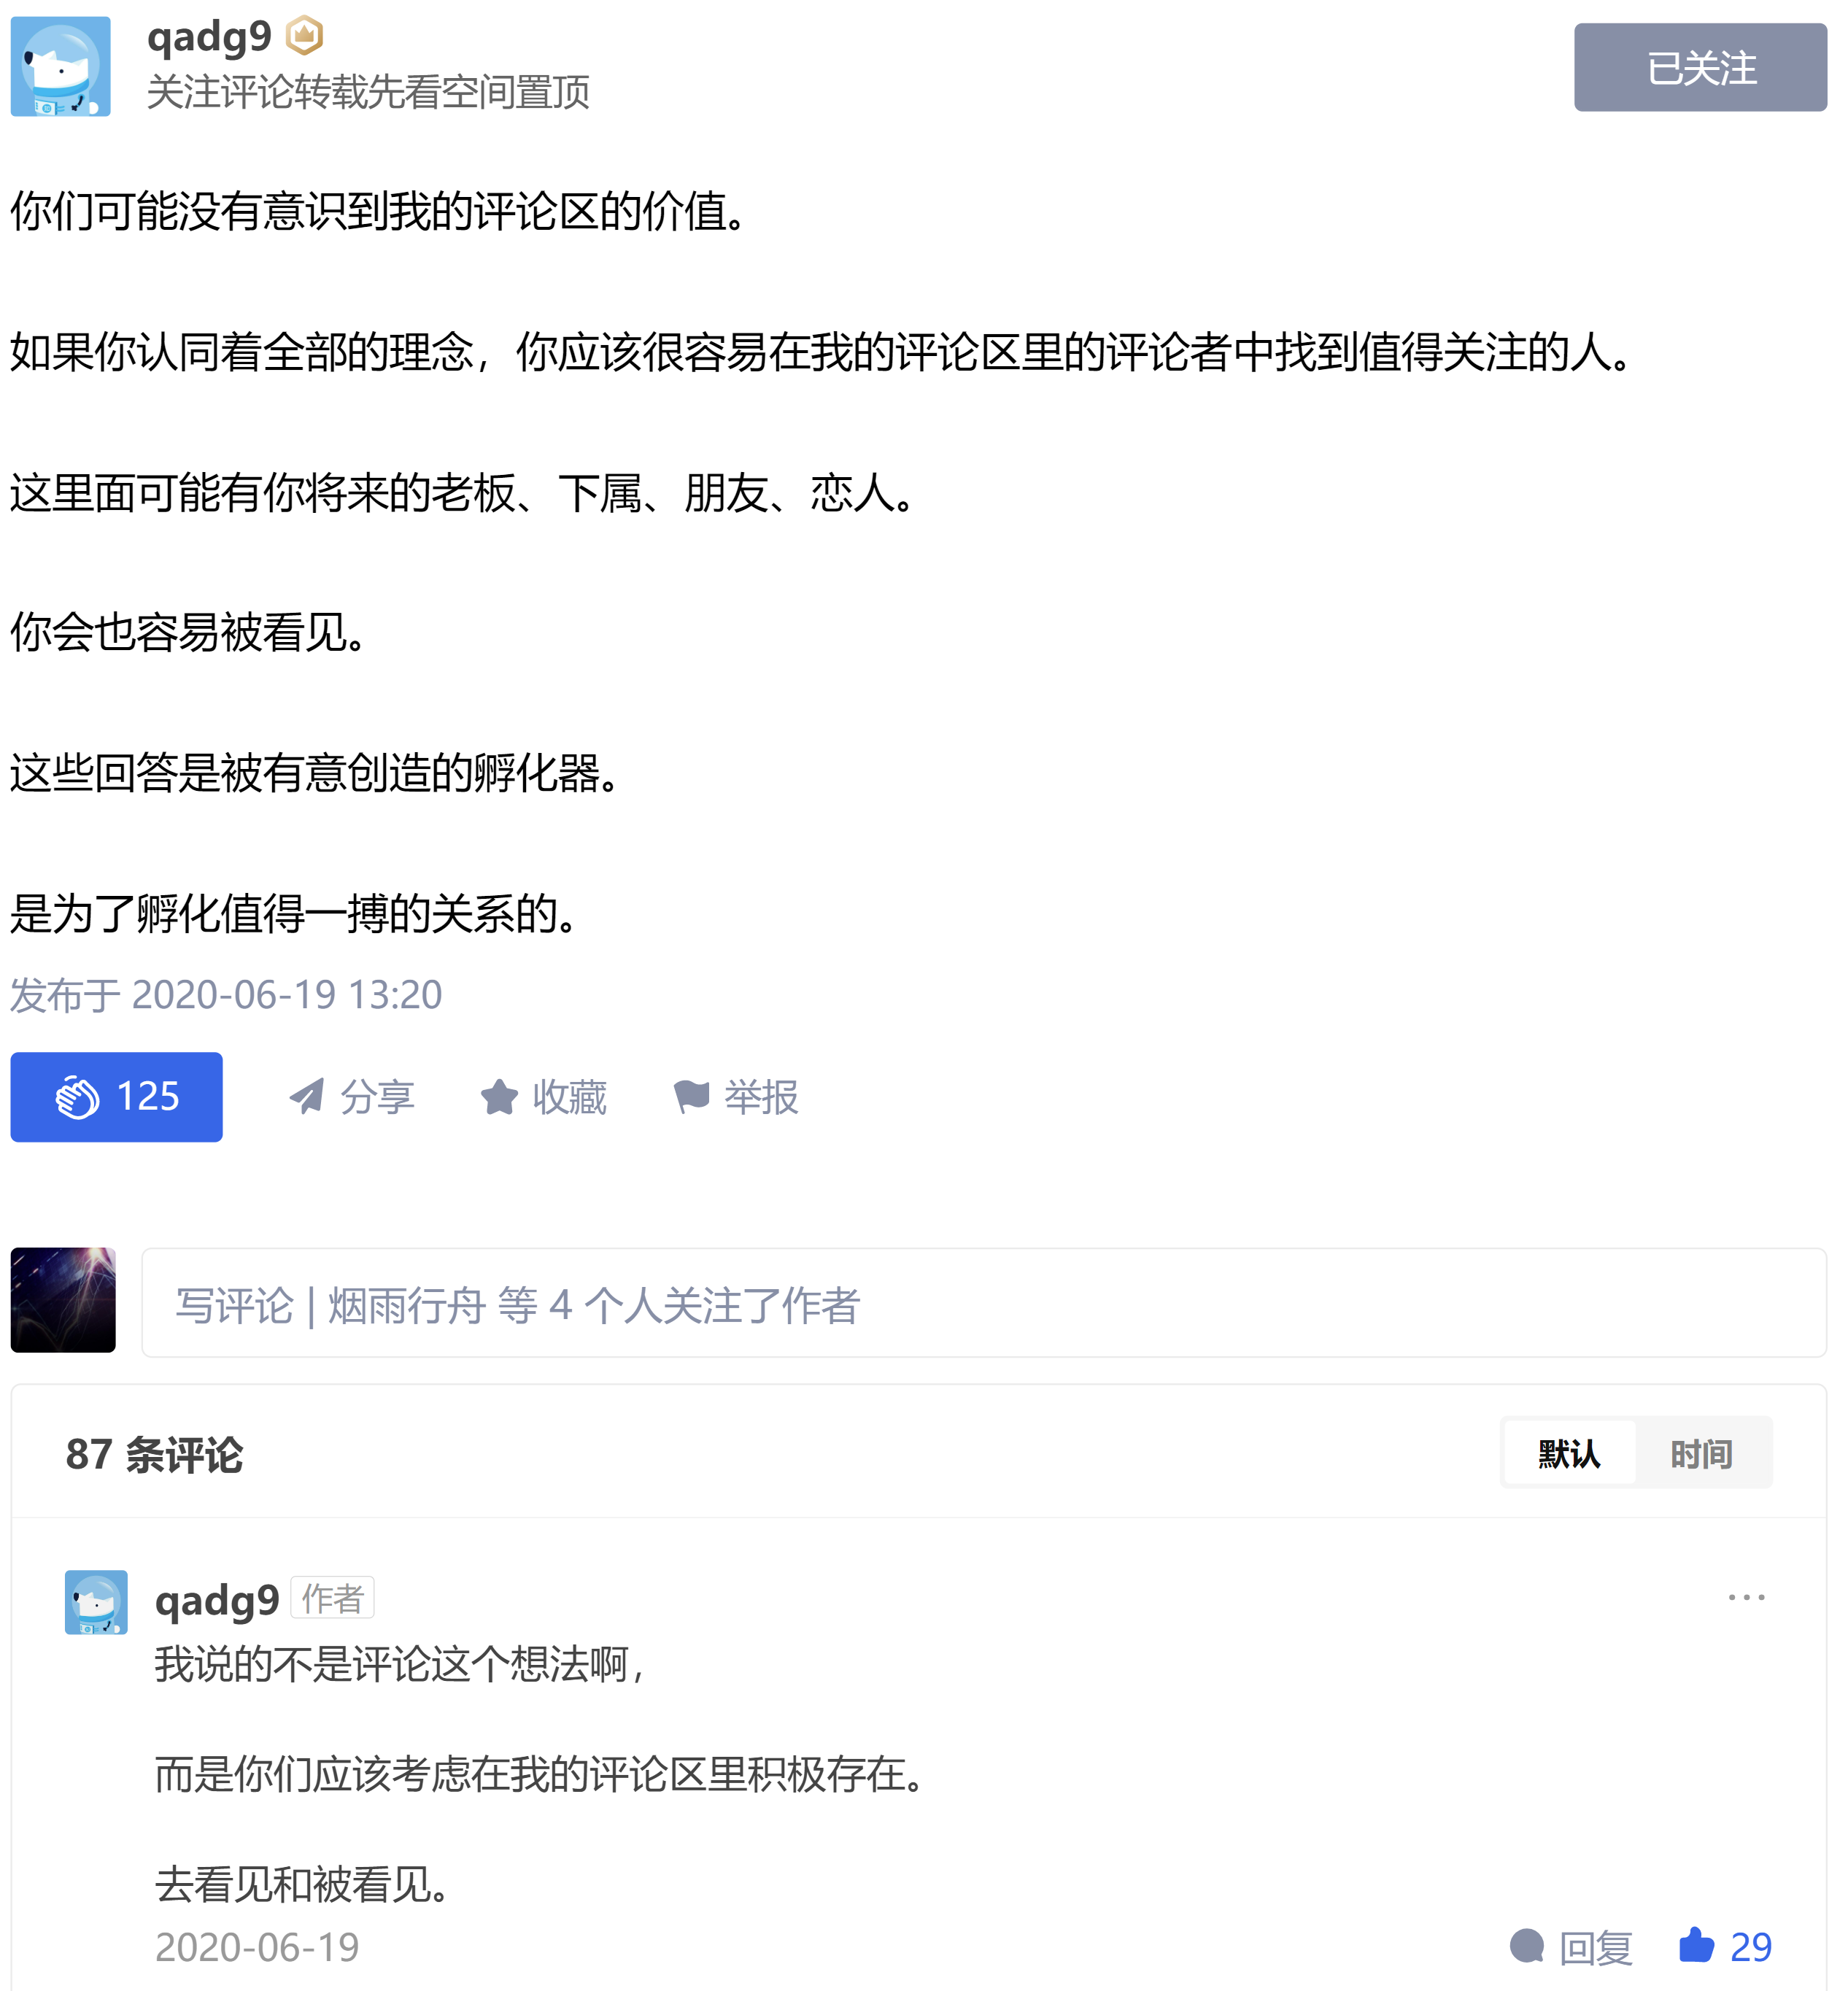 qadg9
关注评论转载先看空间置顶
已关注
你们可能没有意识到我的评论区的价值。
如果你认同着全部的理念，你应该很容易在我的评论区里的评论者中找到值得关注的人。
这里面可能有你将来的老板、下属、朋友、恋人。
你会也容易被看见。
这些回答是被有意创造的孵化器。
是为了孵化值得一搏的关系的。
发布于 2020-06-19 13:20
125 分享 收藏 举报
写评论 | 烟雨行舟 等 4 个人关注了作者
87 条评论
默认 时间
qadg9 作者
我说的不是评论这个想法啊，
而是你们应该考虑在我的评论区里积极存在。
去看见和被看见。
2020-06-19
回复 29